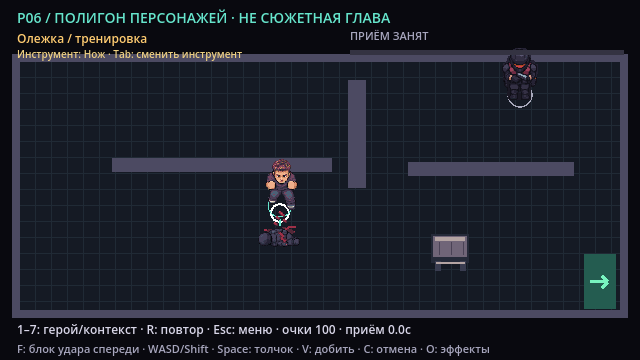 P06 / ПОЛИГОН ПЕРСОНАЖЕЙ · НЕ СЮЖЕТНАЯ ГЛАВА
Олежка / тренировка
ПРИЁМ ЗАНЯТ
Инструмент: Нож · Tab: сменить инструмент
1–7: герой/контекст · R: повтор · Esc: меню · очки 100 · приём 0.0с
F: блок удара спереди · WASD/Shift · Space: толчок · V: добить · C: отмена · O: эффекты